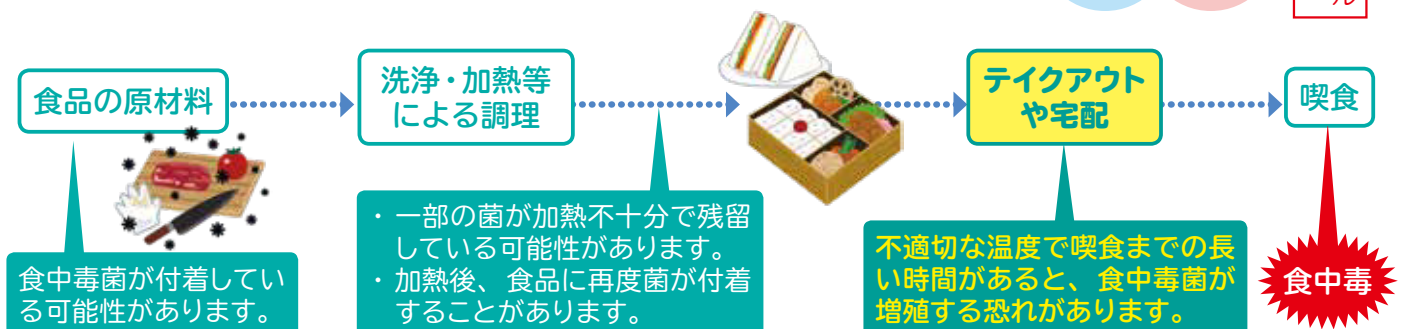 ル
食品の原材料
洗浄・加熱等
による調理
テイクアウト
や宅配
喫食
食中毒菌が付着してい
る可能性があります。
・一部の菌が加熱不十分で残留
している可能性があります。
・加熱後、食品に再度菌が付着
することがあります。
不適切な温度で喫食までの長
い時間があると、食中毒菌が
増殖する恐れがあります。
食中毒